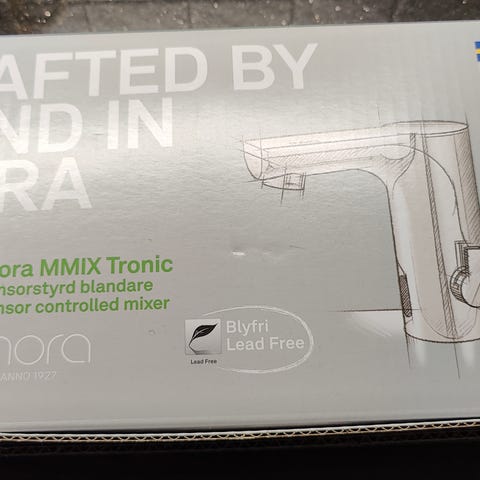 AFTED BY
ND IN
RA
ora MMIX Tronic
nsorstyrd blandare
nsor controlled mixer
mora
ANNO 1927
Lead Free
Blyfri
Lead Free